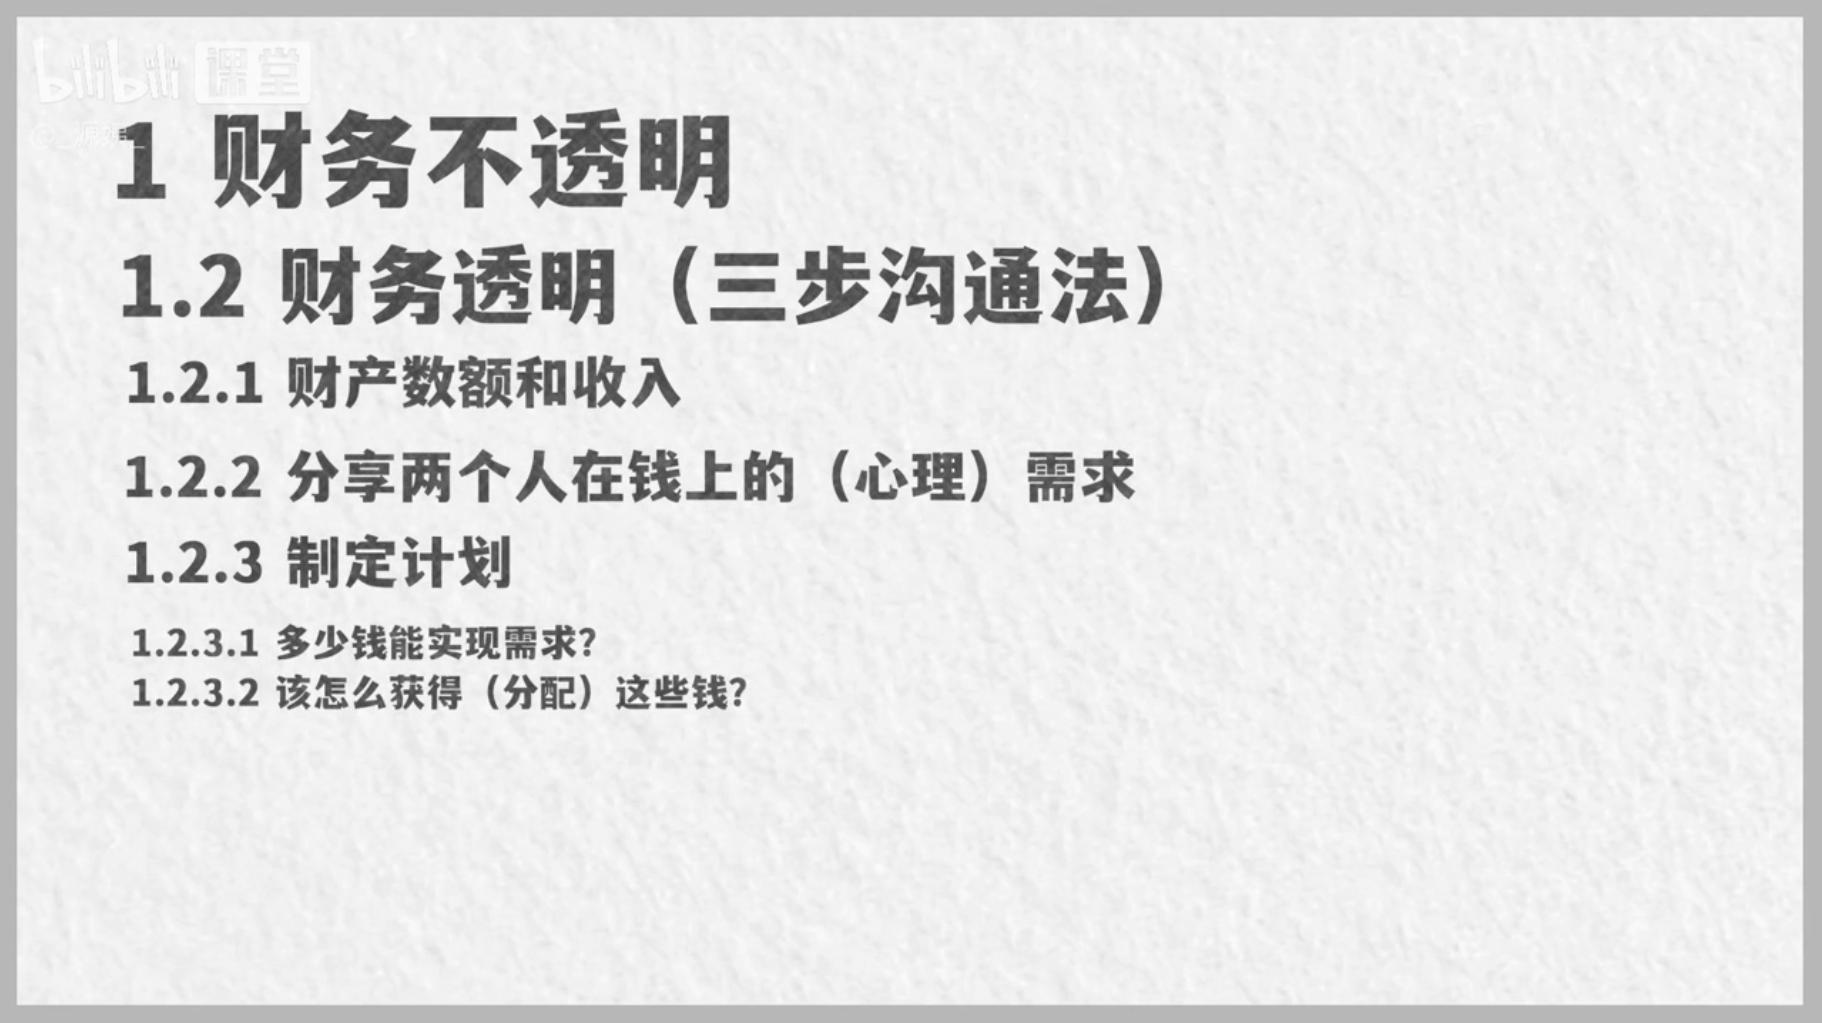 bilibili 课堂
1 财务不透明
1.2 财务透明（三步沟通法）
1.2.1 财产数额和收入
1.2.2 分享两个人在钱上的（心理）需求
1.2.3 制定计划
1.2.3.1 多少钱能实现需求?
1.2.3.2 该怎么获得（分配）这些钱?